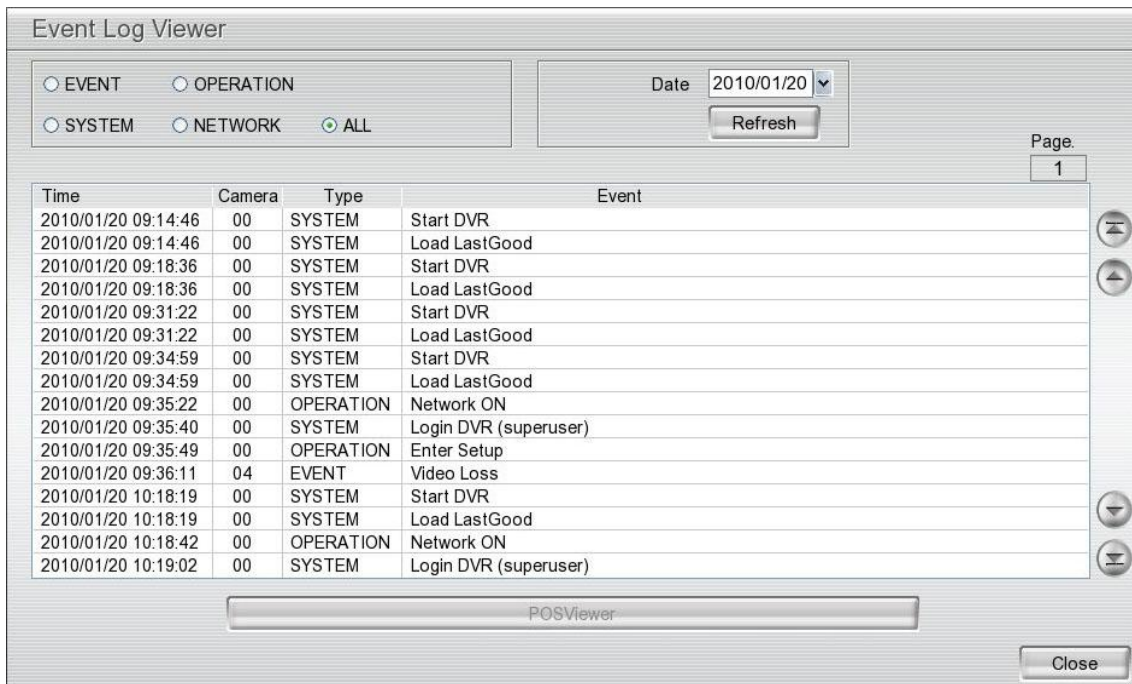 Event Log Viewer
EVENT OPERATION Date 2010/01/20
SYSTEM NETWORK ALL Refresh
Page.
1
Time Camera Type Event
2010/01/20 09:14:46 00 SYSTEM Start DVR
2010/01/20 09:14:46 00 SYSTEM Load LastGood
2010/01/20 09:18:36 00 SYSTEM Start DVR
2010/01/20 09:18:36 00 SYSTEM Load LastGood
2010/01/20 09:31:22 00 SYSTEM Start DVR
2010/01/20 09:31:22 00 SYSTEM Load LastGood
2010/01/20 09:34:59 00 SYSTEM Start DVR
2010/01/20 09:34:59 00 SYSTEM Load LastGood
2010/01/20 09:35:22 00 OPERATION Network ON
2010/01/20 09:35:40 00 SYSTEM Login DVR (superuser)
2010/01/20 09:35:49 00 OPERATION Enter Setup
2010/01/20 09:36:11 04 EVENT Video Loss
2010/01/20 10:18:19 00 SYSTEM Start DVR
2010/01/20 10:18:19 00 SYSTEM Load LastGood
2010/01/20 10:18:42 00 OPERATION Network ON
2010/01/20 10:19:02 00 SYSTEM Login DVR (superuser)
POSViewer
Close